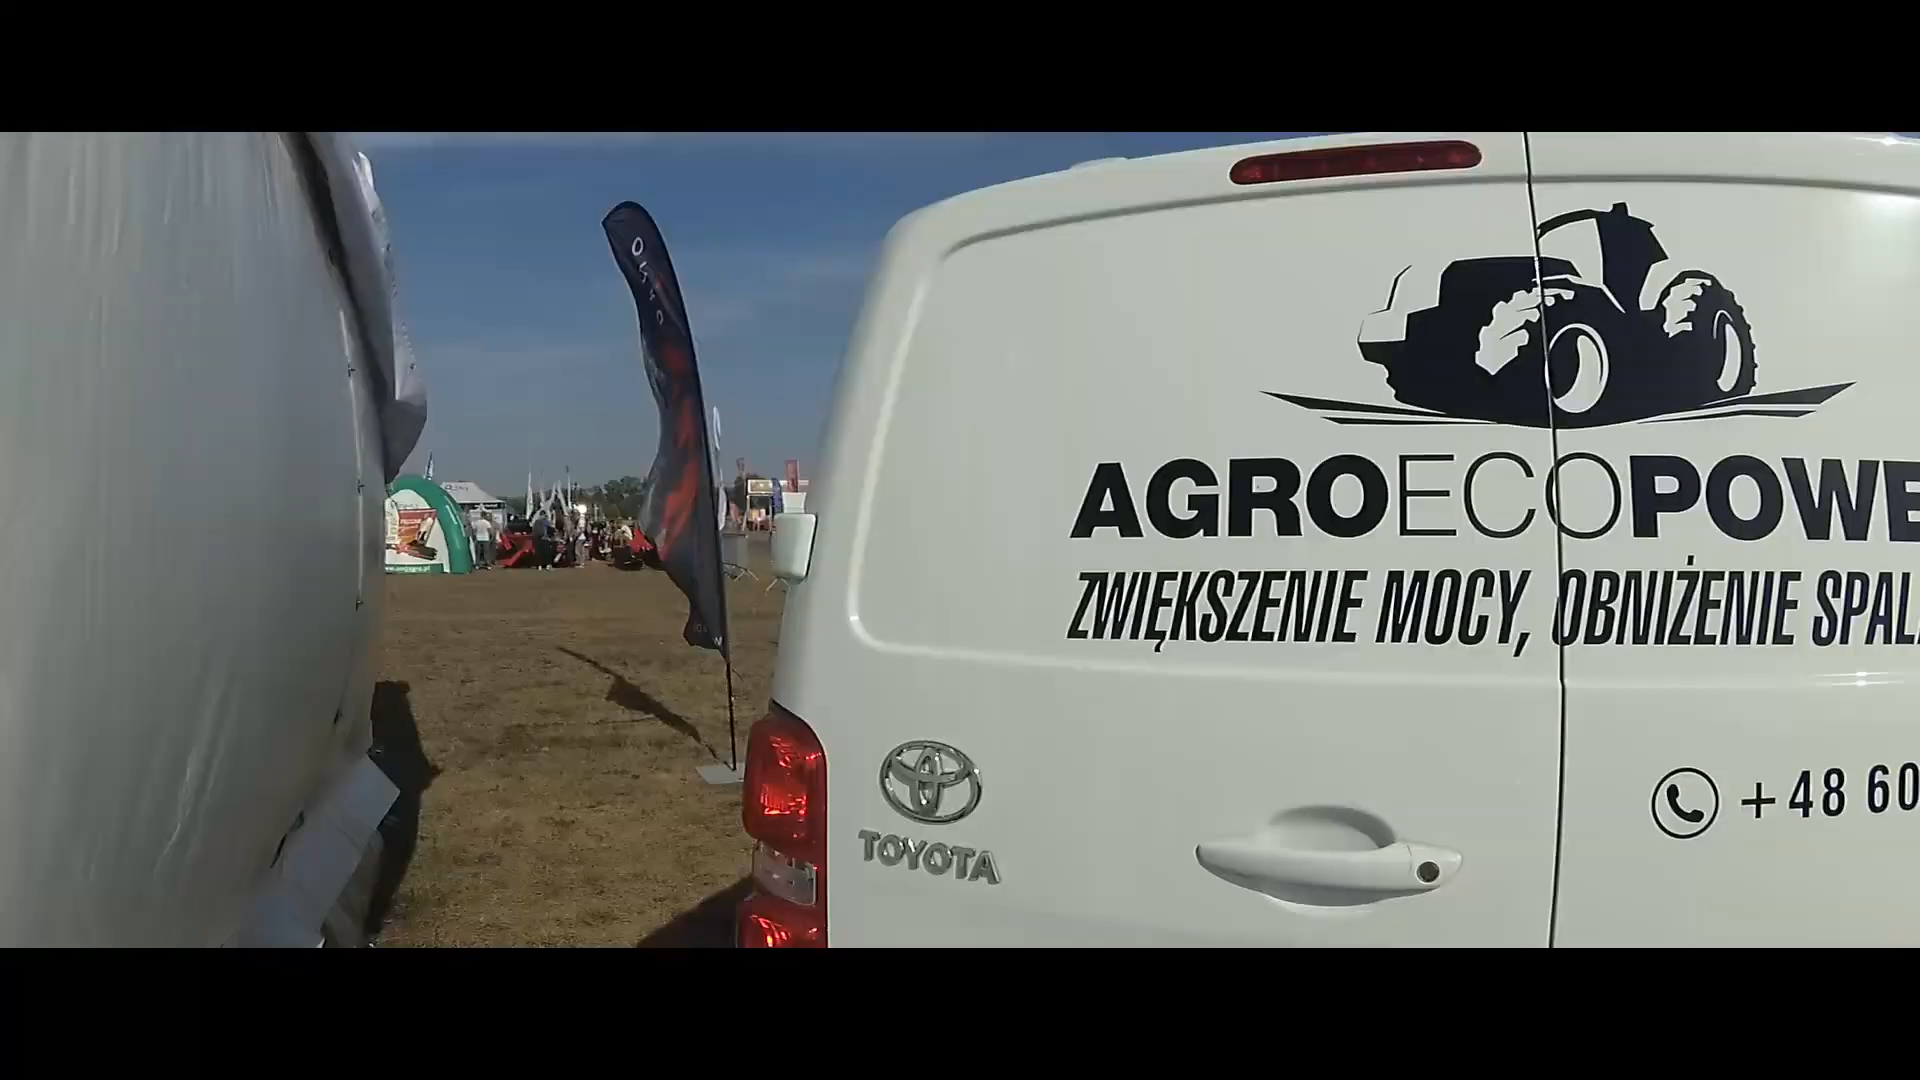 AGROECOPOWE
ZWIĘKSZENIE MOCY, OBNIŻENIE SPAL
TOYOTA
+48 60